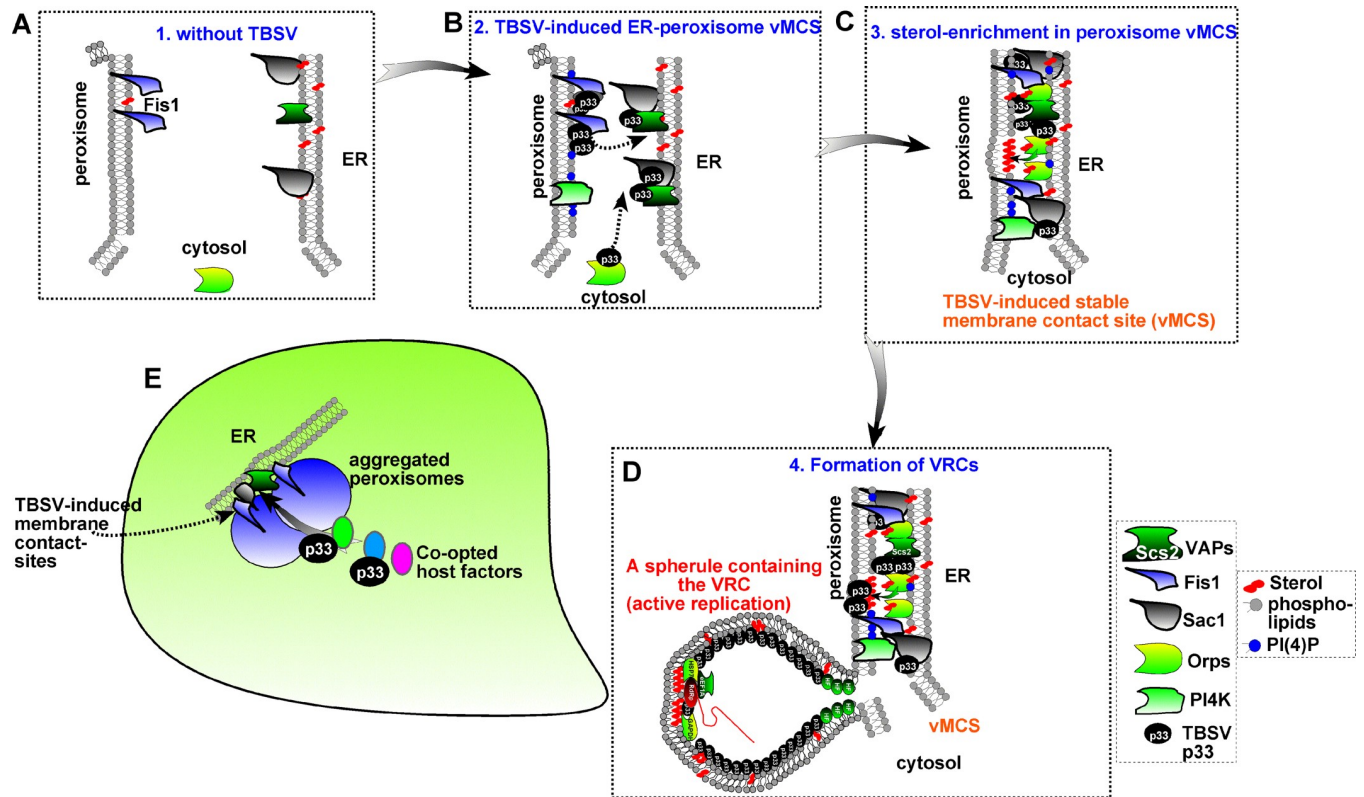 A
1. without TBSV
peroxisome
Fis1
ER
cytosol
B
2. TBSV-induced ER-peroxisome vMCS
peroxisome
p33
p33
p33
p33
p33
p33
p33
p33
ER
cytosol
C
3. sterol-enrichment in peroxisome vMCS
peroxisome
p33
p33
p33
p33
p33
ER
cytosol
TBSV-induced stable
membrane contact site (vMCS)
E
ER
aggregated
peroxisomes
TBSV-induced
membrane
contact-
sites
p33
p33
Co-opted
host factors
D
4. Formation of VRCs
peroxisome
Scs2
p33
p33
p33
p33
p33
ER
A spherule containing
the VRC
(active replication)
RdRp
vMCS
cytosol
Scs2 VAPs
Fis1
Sac1
Orps
PI4K
p33 TBSV
p33
Sterol
phospho-
lipids
PI(4)P